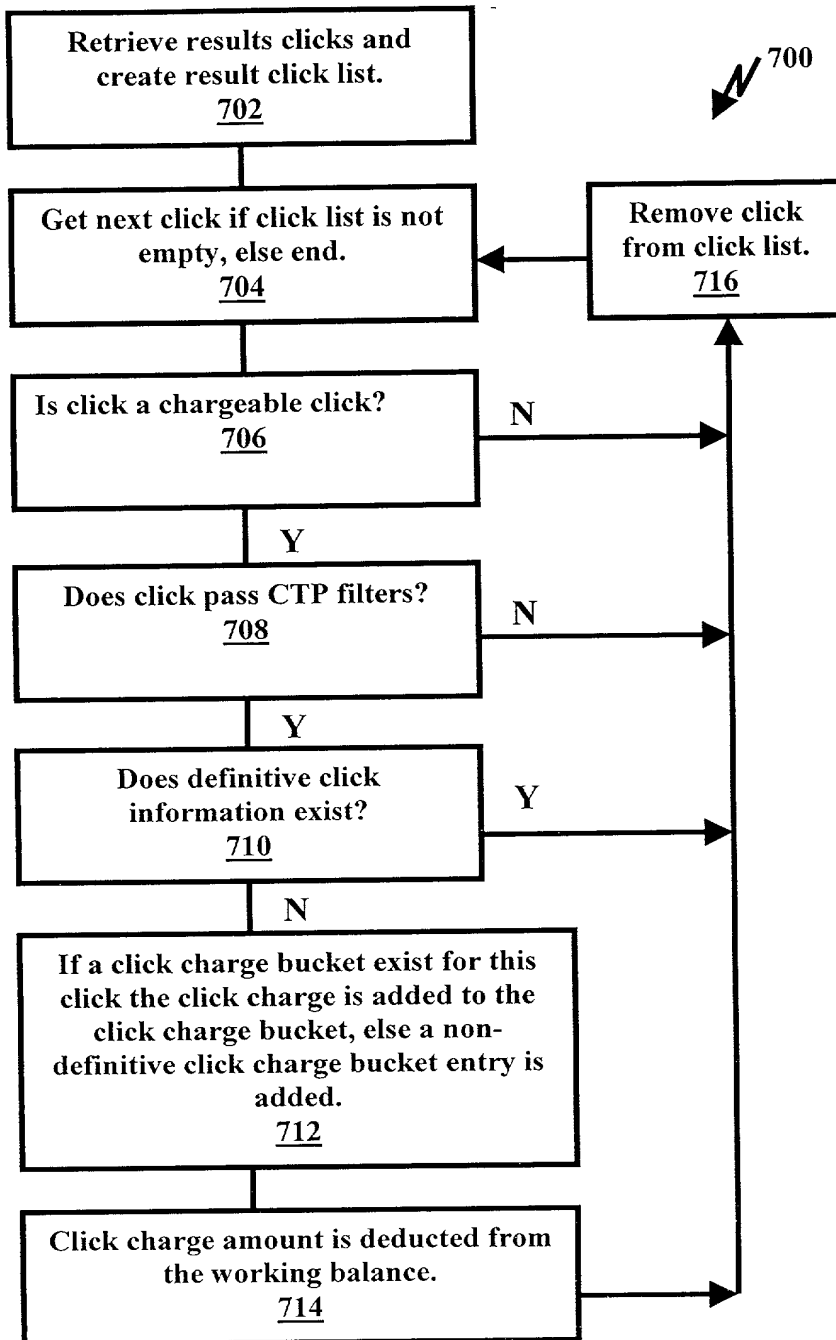 Retrieve results clicks and
create result click list.
702
700
Get next click if click list is not
empty, else end.
704
Remove click
from click list.
716
Is click a chargeable click?
706
N
Y
Does click pass CTP filters?
708
N
Y
Does definitive click
information exist?
710
Y
N
If a click charge bucket exist for this
click the click charge is added to the
click charge bucket, else a non-
definitive click charge bucket entry is
added.
712
Click charge amount is deducted from
the working balance.
714